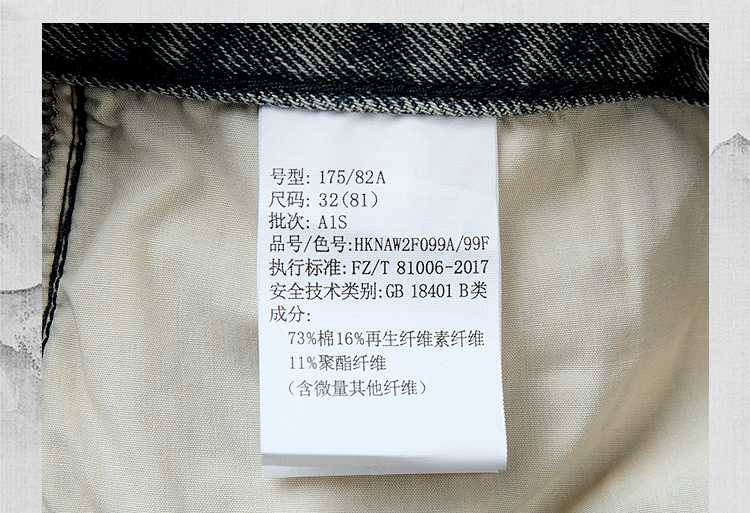 号型: 175/82A
尺码: 32(81)
批次: A1S
品号/色号:HKNAW2F099A/99F
执行标准: FZ/T 81006-2017
安全技术类别:GB 18401 B类
成分:
73%棉16%再生纤维素纤维
11%聚酯纤维
(含微量其他纤维)